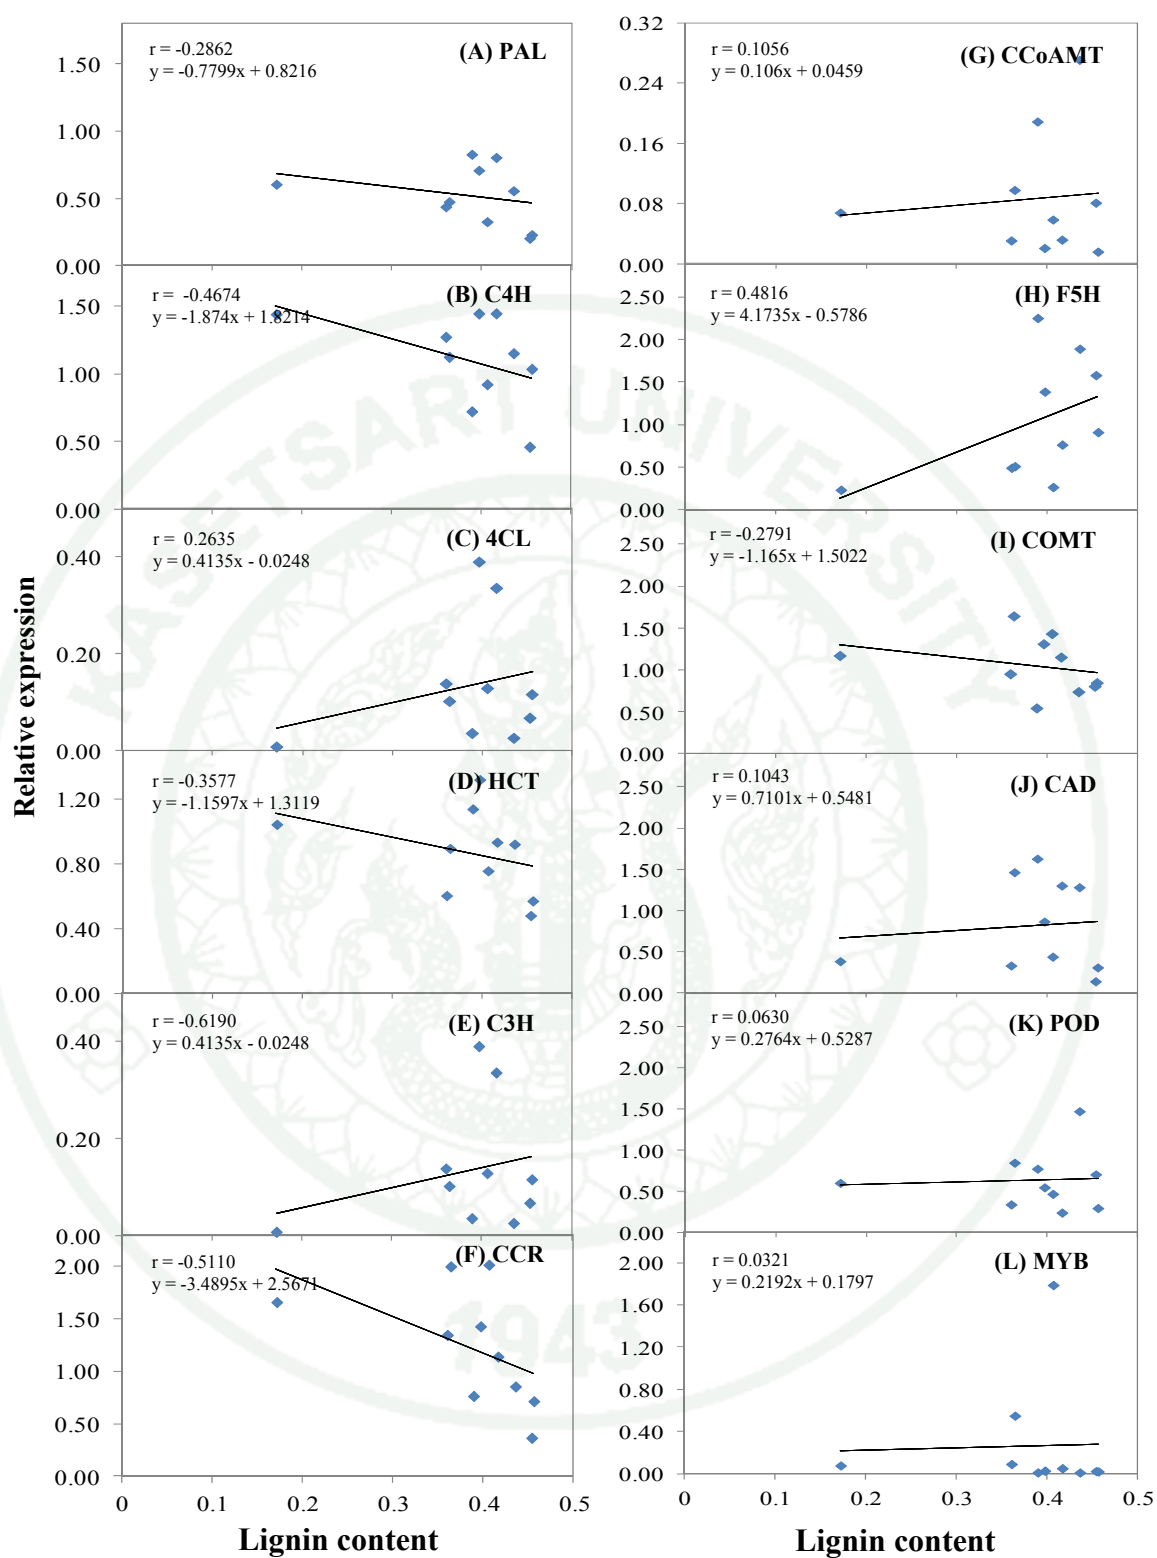 r = -0.2862
y = -0.7799x + 0.8216
(A) PAL
1.50
1.00
0.50
0.00
r = -0.4674
y = -1.874x + 1.8214
(B) C4H
1.50
1.00
0.50
0.00
r = 0.2635
y = 0.4135x - 0.0248
(C) 4CL
0.40
0.20
0.00
r = -0.3577
y = -1.1597x + 1.3119
(D) HCT
1.20
0.80
0.40
0.00
r = -0.6190
y = 0.4135x - 0.0248
(E) C3H
0.40
0.20
0.00
r = -0.5110
y = -3.4895x + 2.5671
(F) CCR
2.00
1.50
1.00
0.50
0.00
0 0.1 0.2 0.3 0.4 0.5
Lignin content
Relative expression
0.32
r = 0.1056
y = 0.106x + 0.0459
(G) CCoAMT
0.24
0.16
0.08
0.00
r = 0.4816
y = 4.1735x - 0.5786
(H) F5H
2.50
2.00
1.50
1.00
0.50
0.00
r = -0.2791
y = -1.165x + 1.5022
(I) COMT
2.50
2.00
1.50
1.00
0.50
0.00
r = 0.1043
y = 0.7101x + 0.5481
(J) CAD
2.50
2.00
1.50
1.00
0.50
0.00
r = 0.0630
y = 0.2764x + 0.5287
(K) POD
2.50
2.00
1.50
1.00
0.50
0.00
r = 0.0321
y = 0.2192x + 0.1797
(L) MYB
2.00
1.60
1.20
0.80
0.40
0.00
0 0.1 0.2 0.3 0.4 0.5
Lignin content
KASETSART UNIVERSITY
1943